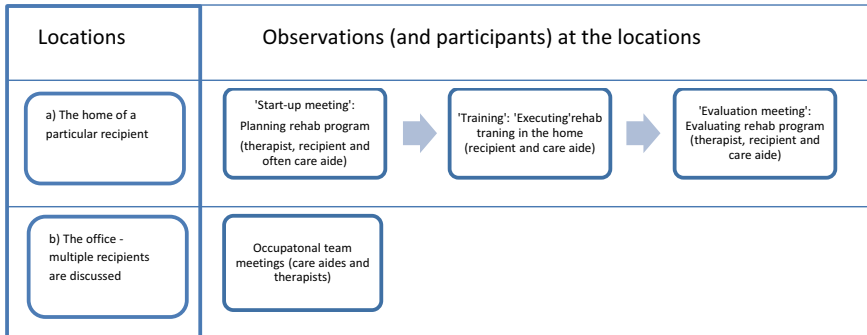 Locations
Observations (and participants) at the locations
a) The home of a
particular recipient
'Start-up meeting':
Planning rehab program
(therapist, recipient and
often care aide)
'Training': 'Executing'rehab
traning in the home
(recipient and care aide)
'Evaluation meeting':
Evaluating rehab program
(therapist, recipient and
care aide)
b) The office -
multiple recipients
are discussed
Occupatonal team
meetings (care aides and
therapists)